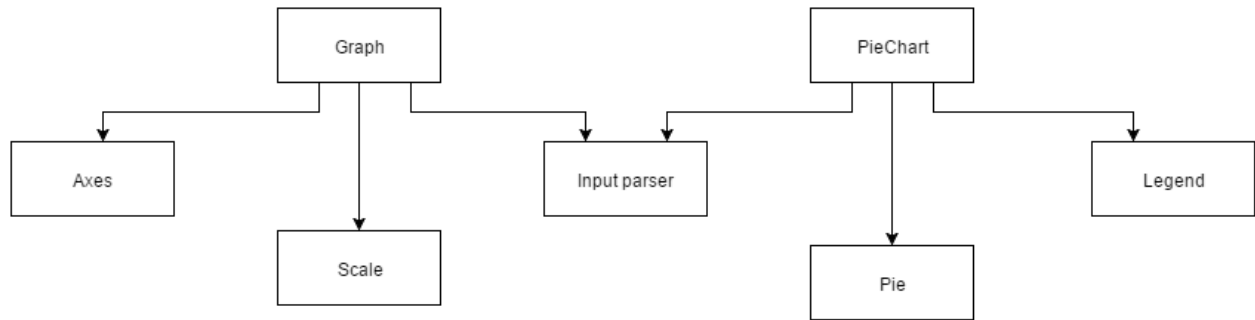 Graph
PieChart
Axes
Input parser
Legend
Scale
Pie